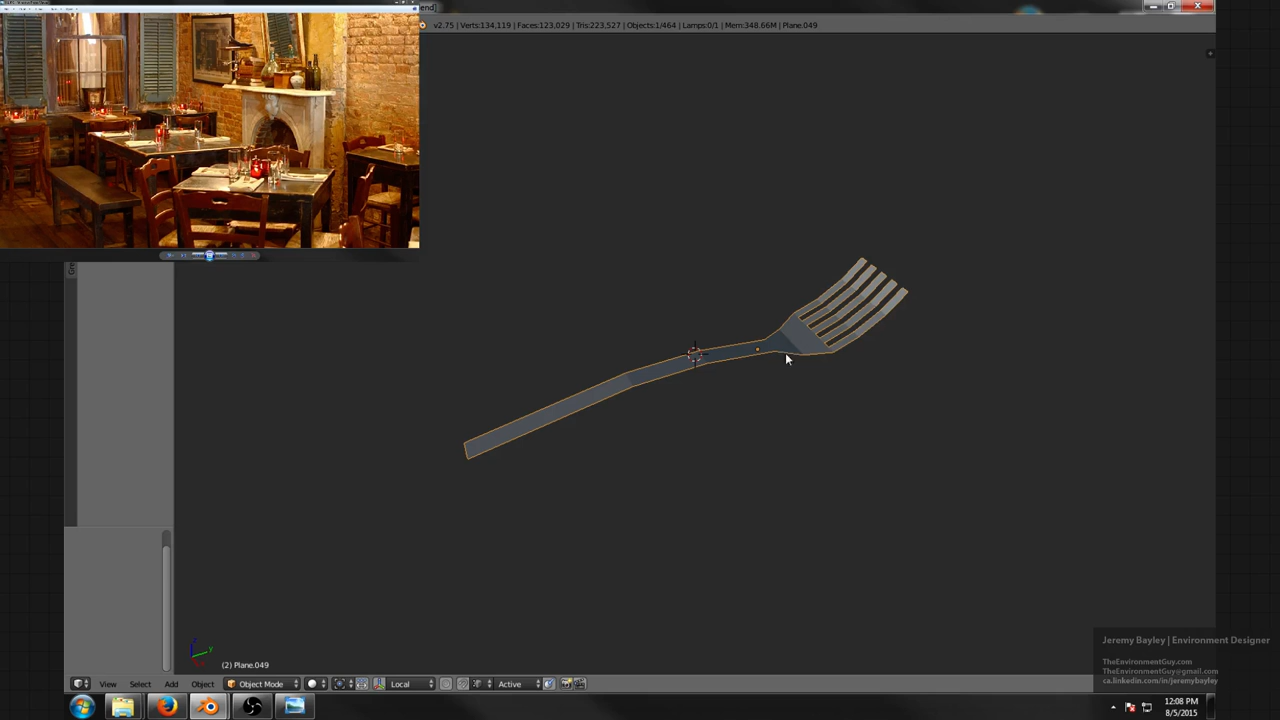 end]
v2.75 | Verts:134,119 | Faces:123,029 | Tris:223,527 | Objects:1/464 | Lamps:0/1 | Mem:348.66M | Plane.049
Gre
(2) Plane.049
View Select Add Object Object Mode Local Active
Jeremy Bayley | Environment Designer
TheEnvironmentGuy.com
TheEnvironmentGuy@gmail.com
ca.linkedin.com/in/jeremybayley
12:08 PM
8/5/2015